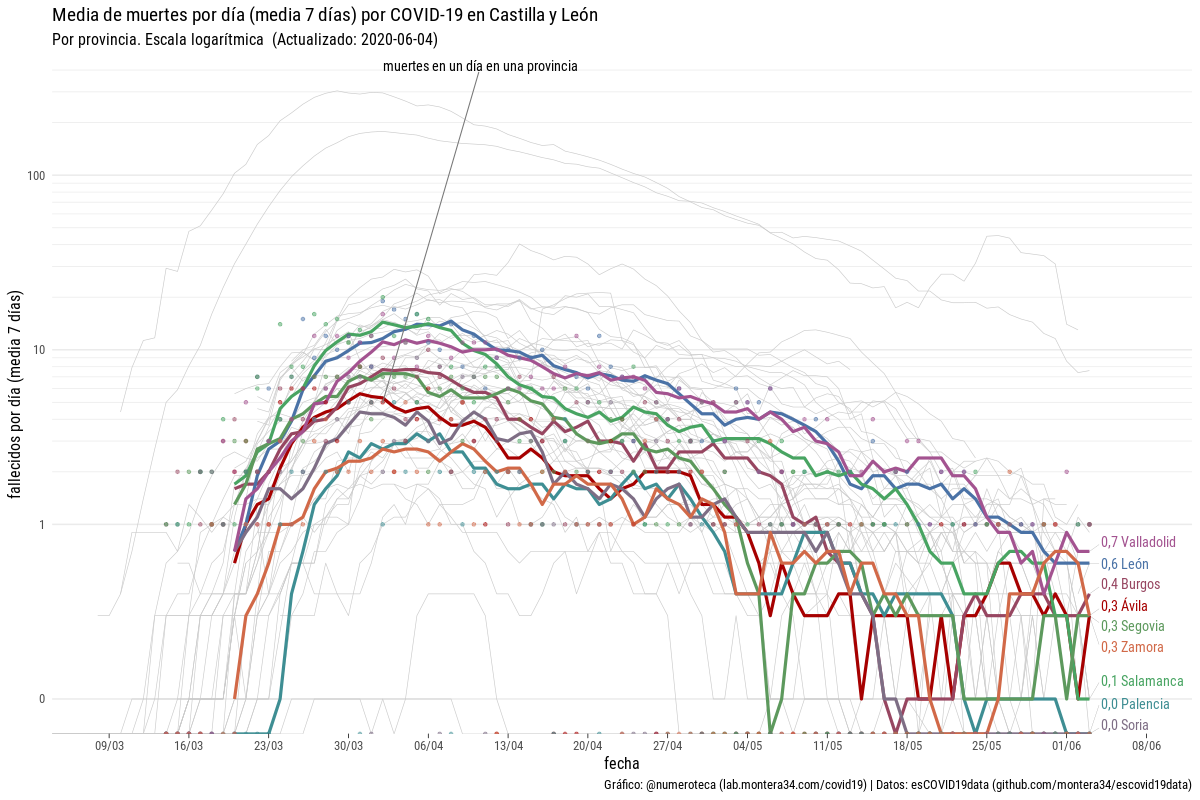 Media de muertes por día (media 7 días) por COVID-19 en Castilla y León
Por provincia. Escala logarítmica  (Actualizado: 2020-06-04)
muertes en un día en una provincia
fallecidos por día (media  7 días)
100
10
1
0
0,7 Valladolid
0,6 León
0,4 Burgos
0,3 Ávila
0,3 Segovia
0,3 Zamora
0,1 Salamanca
0,0 Palencia
0,0 Soria
09/03 16/03 23/03 30/03 06/04 13/04 20/04 27/04 04/05 11/05 18/05 25/05 01/06 08/06
fecha
Gráfico: @numeroteca (lab.montera34.com/covid19) | Datos: esCOVID19data (github.com/montera34/escovid19data)